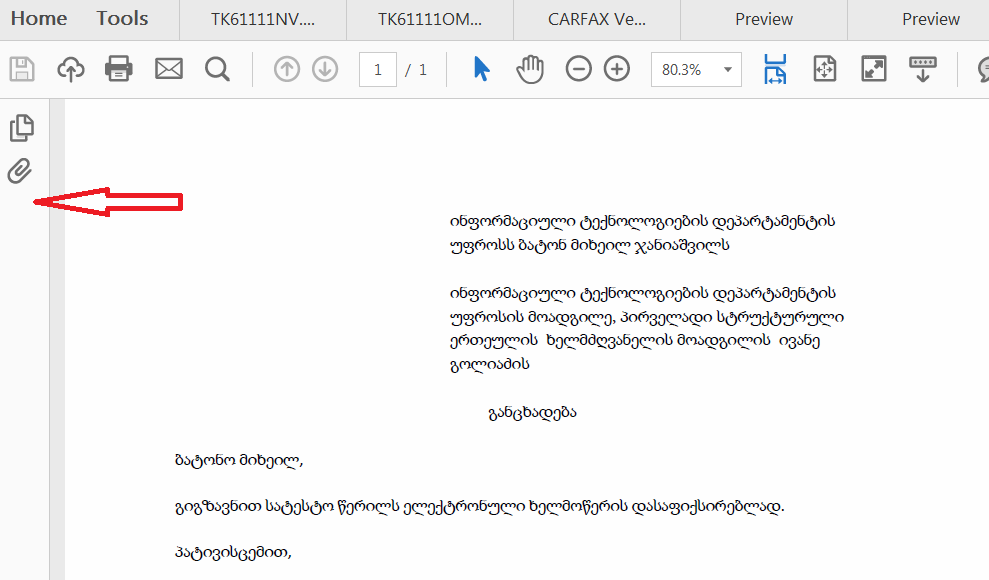 Home Tools TK61111NV.... TK61111OM... CARFAX Ve... Preview Preview
1 / 1 80.3%
ინფორმაციული ტექნოლოგიების დეპარტამენტის
უფროსს ბატონ მიხეილ ჯანიაშვილს
ინფორმაციული ტექნოლოგიების დეპარტამენტის
უფროსის მოადგილე, პირველადი სტრუქტურული
ერთეულის ხელმძღვანელის მოადგილის ივანე
გოლიაძის
განცხადება
ბატონო მიხეილ,
გიგზავნით სატესტო წერილს ელექტრონული ხელმოწერის დასაფიქსირებლად.
პატივისცემით,